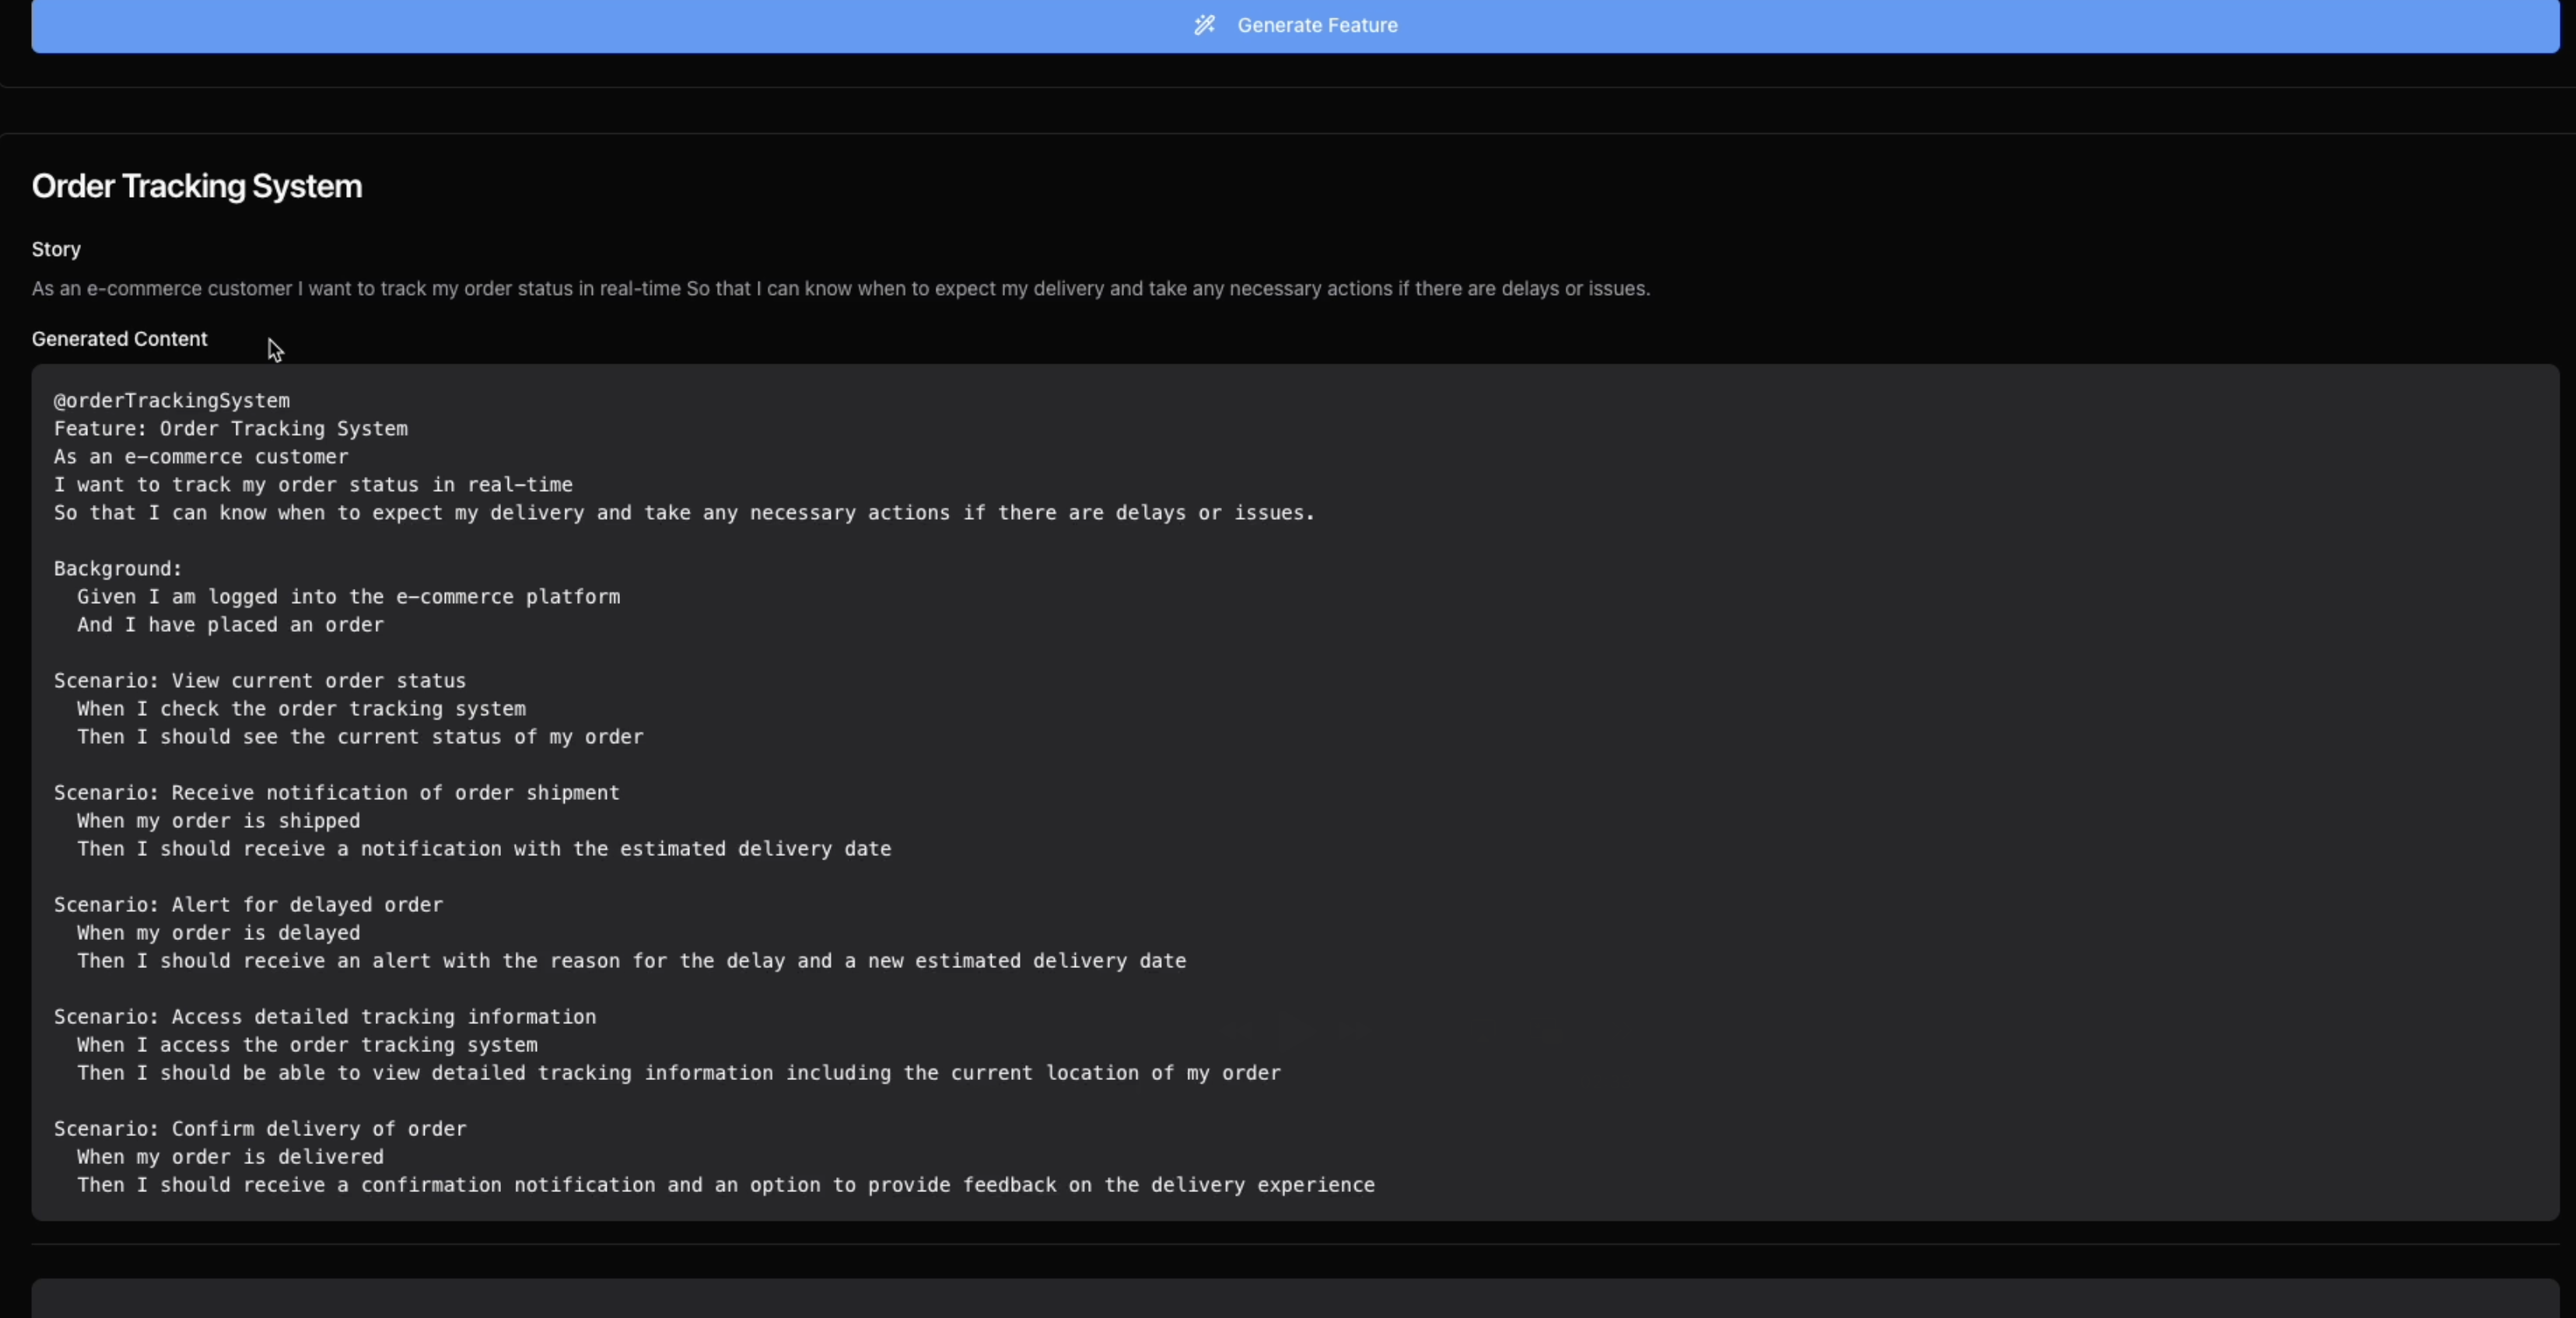 Generate Feature
Order Tracking System
Story
As an e-commerce customer I want to track my order status in real-time So that I can know when to expect my delivery and take any necessary actions if there are delays or issues.
Generated Content
@orderTrackingSystem
Feature: Order Tracking System
As an e-commerce customer
I want to track my order status in real-time
So that I can know when to expect my delivery and take any necessary actions if there are delays or issues.
Background:
Given I am logged into the e-commerce platform
And I have placed an order
Scenario: View current order status
When I check the order tracking system
Then I should see the current status of my order
Scenario: Receive notification of order shipment
When my order is shipped
Then I should receive a notification with the estimated delivery date
Scenario: Alert for delayed order
When my order is delayed
Then I should receive an alert with the reason for the delay and a new estimated delivery date
Scenario: Access detailed tracking information
When I access the order tracking system
Then I should be able to view detailed tracking information including the current location of my order
Scenario: Confirm delivery of order
When my order is delivered
Then I should receive a confirmation notification and an option to provide feedback on the delivery experience